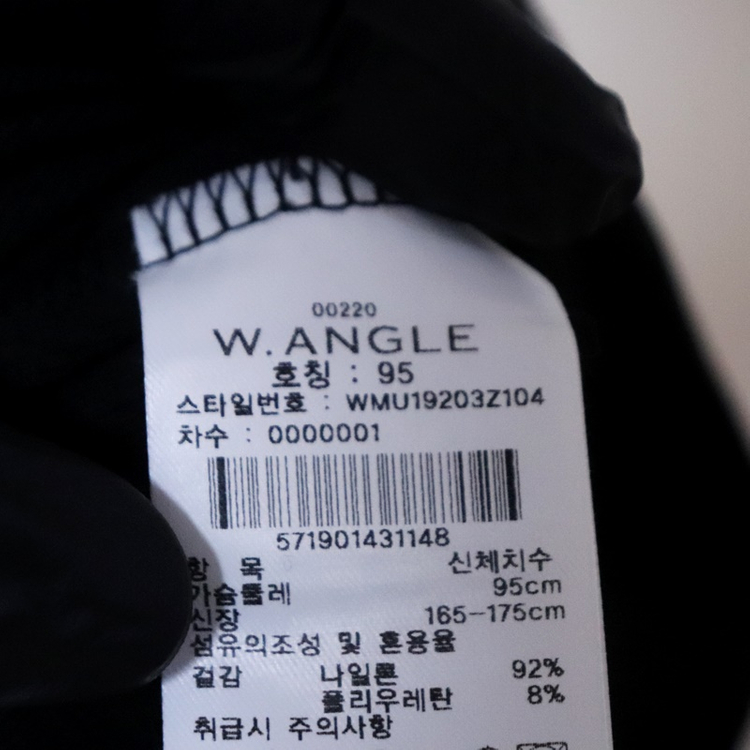 00220
W.ANGLE
호칭 : 95
스타일번호 : WMU19203Z104
차수 : 0000001
571901431148
항 목 신체치수
가슴둘레 95cm
신장 165-175cm
섬유의조성 및 혼용율
겉감 나일론 92%
폴리우레탄 8%
취급시 주의사항